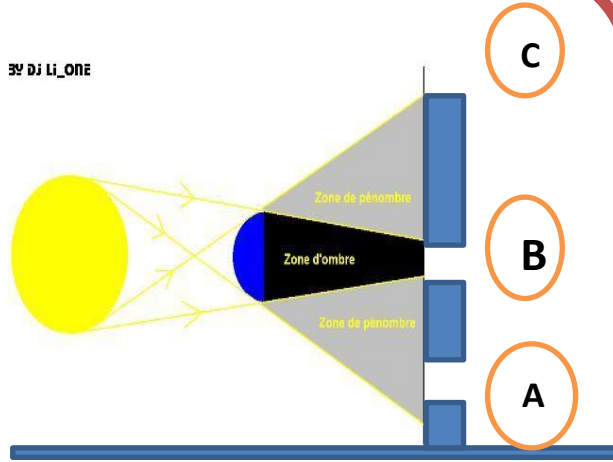 C
BY DJ Li_ONE
Zone de pénombre
B
Zone d'ombre
Zone de pénombre
A